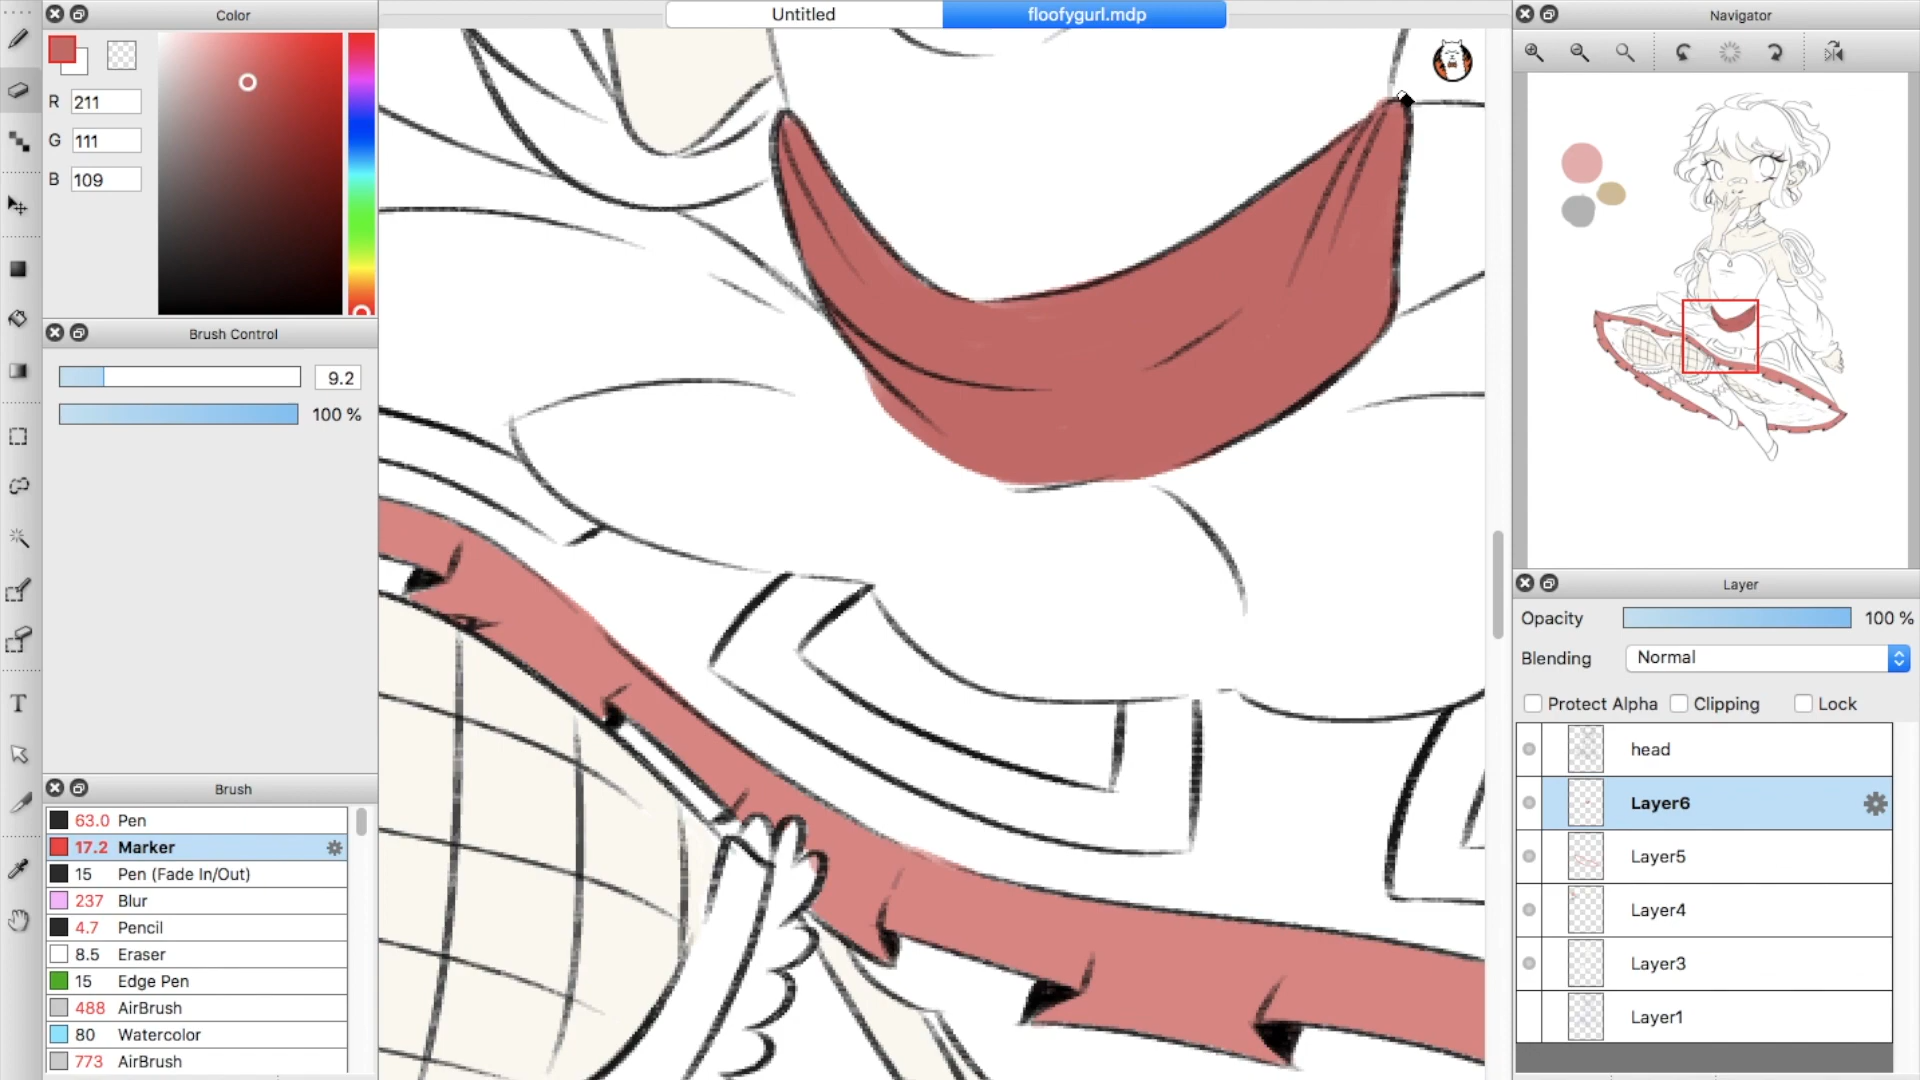 Untitled
floofygurl.mdp
Color
R 211
G 111
B 109
Brush Control
9.2
100 %
Brush
63.0 Pen
17.2 Marker
15 Pen (Fade In/Out)
237 Blur
4.7 Pencil
8.5 Eraser
15 Edge Pen
488 AirBrush
80 Watercolor
773 AirBrush
T
Navigator
Layer
Opacity 100 %
Blending Normal
Protect Alpha Clipping Lock
head
Layer6
Layer5
Layer4
Layer3
Layer1